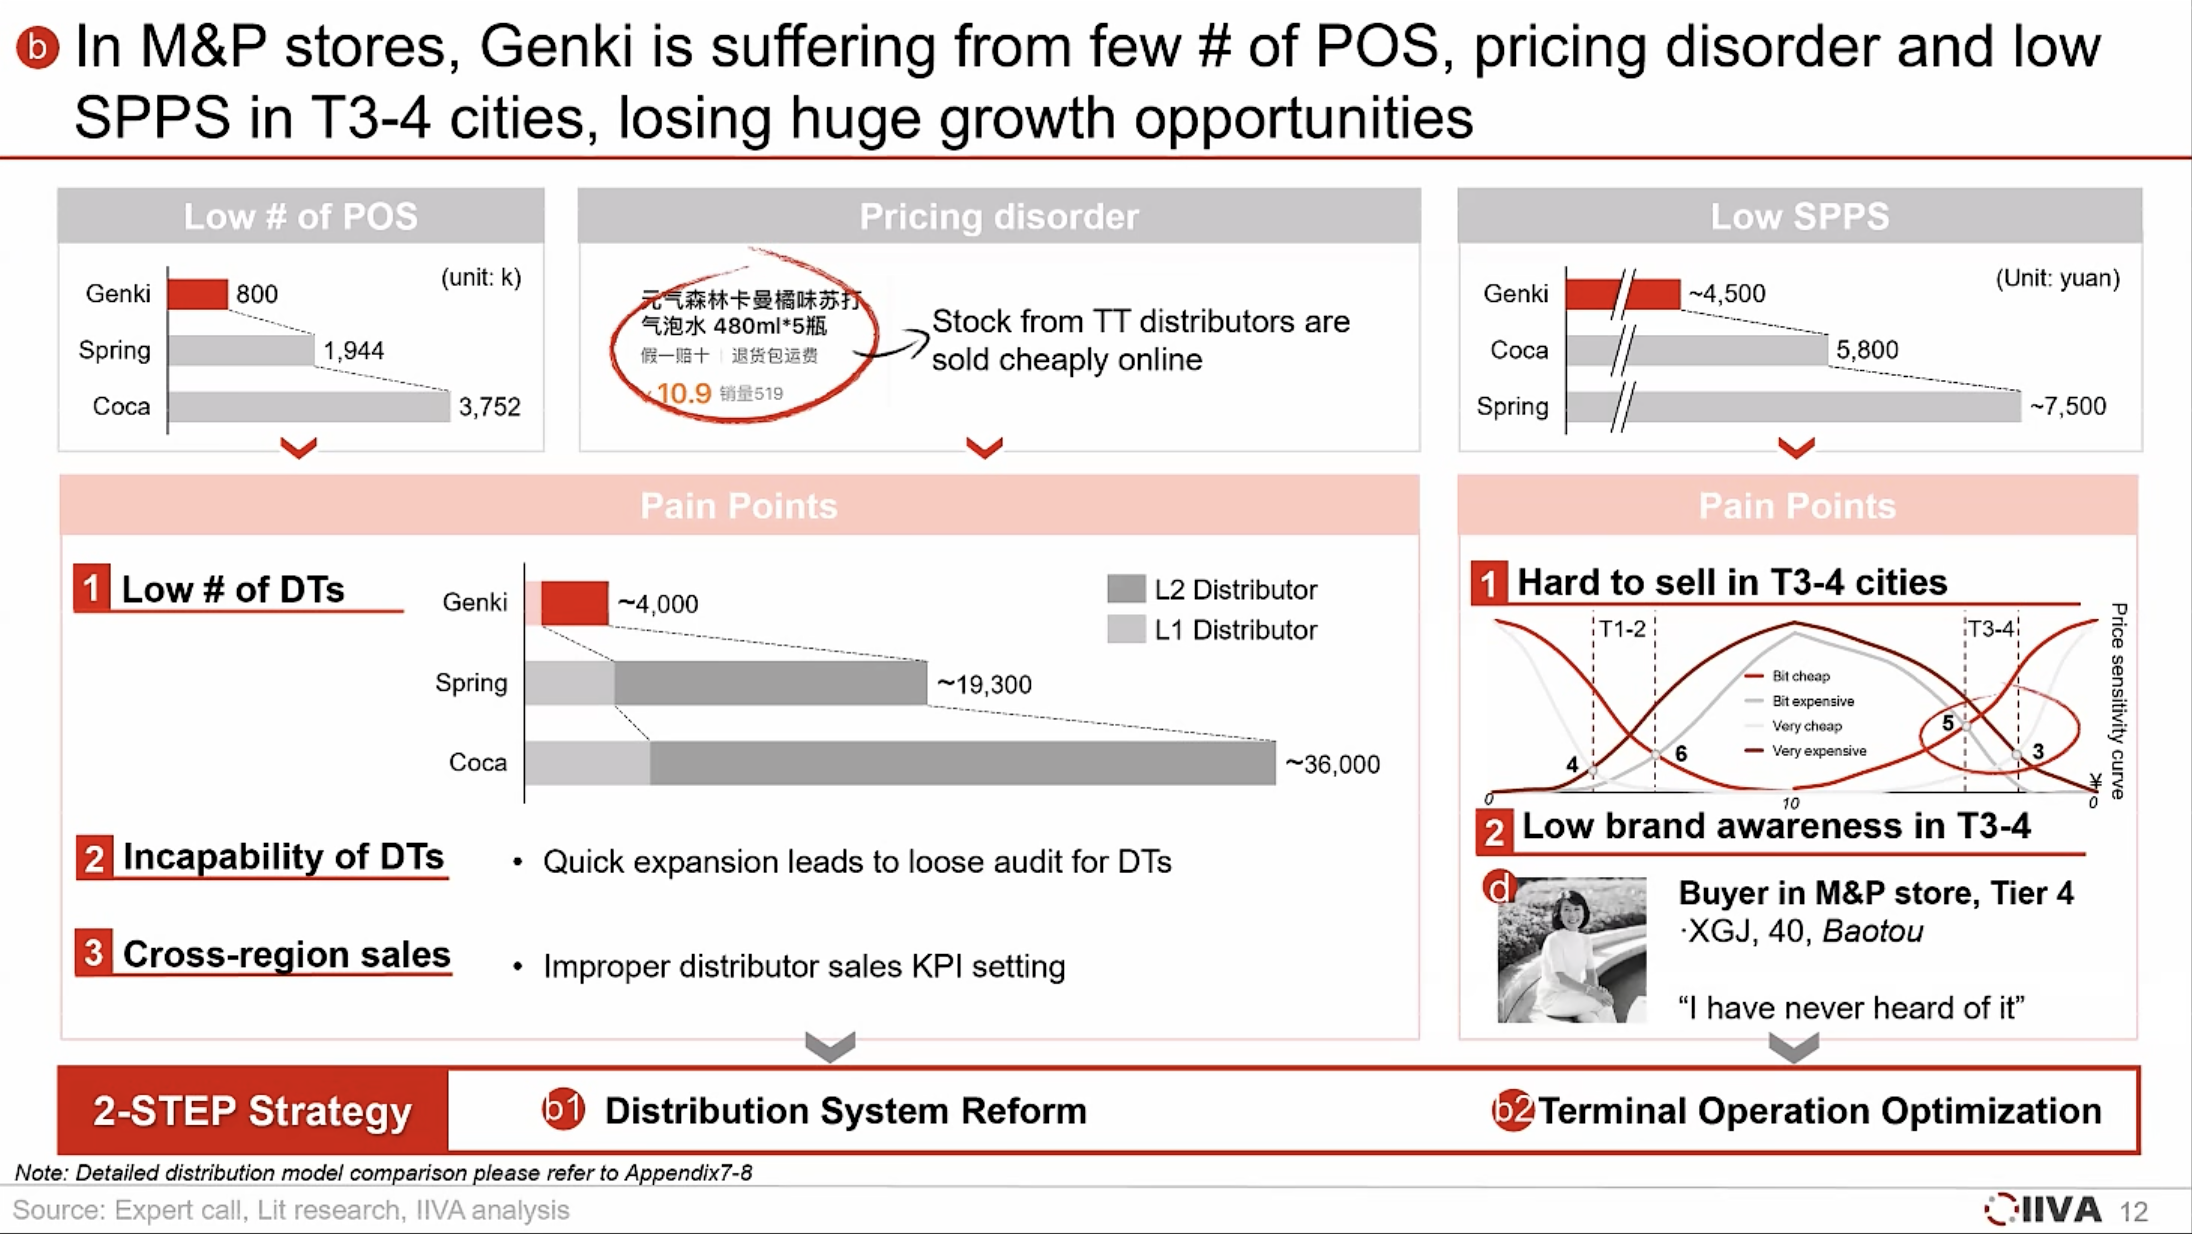 b In M&P stores, Genki is suffering from few # of POS, pricing disorder and low
SPPS in T3-4 cities, losing huge growth opportunities
Low # of POS
(unit: k)
Genki 800
Spring 1,944
Coca 3,752
Pricing disorder
元气森林卡曼橘味苏打
气泡水 480ml*5瓶
假一赔十 | 退货包运费
10.9 销量519
Stock from TT distributors are
sold cheaply online
Low SPPS
(Unit: yuan)
Genki ~4,500
Coca 5,800
Spring ~7,500
Pain Points
1 Low # of DTs
L2 Distributor
L1 Distributor
Genki ~4,000
Spring ~19,300
Coca ~36,000
2 Incapability of DTs • Quick expansion leads to loose audit for DTs
3 Cross-region sales • Improper distributor sales KPI setting
Pain Points
1 Hard to sell in T3-4 cities
T1-2
T3-4
Bit cheap
Bit expensive
Very cheap
Very expensive
4
6
5
3
0
10
¥
0
Price sensitivity curve
2 Low brand awareness in T3-4
d
Buyer in M&P store, Tier 4
·XGJ, 40, Baotou
“I have never heard of it”
2-STEP Strategy
b1 Distribution System Reform
b2 Terminal Operation Optimization
Note: Detailed distribution model comparison please refer to Appendix7-8
Source: Expert call, Lit research, IIVA analysis
IIVA 12